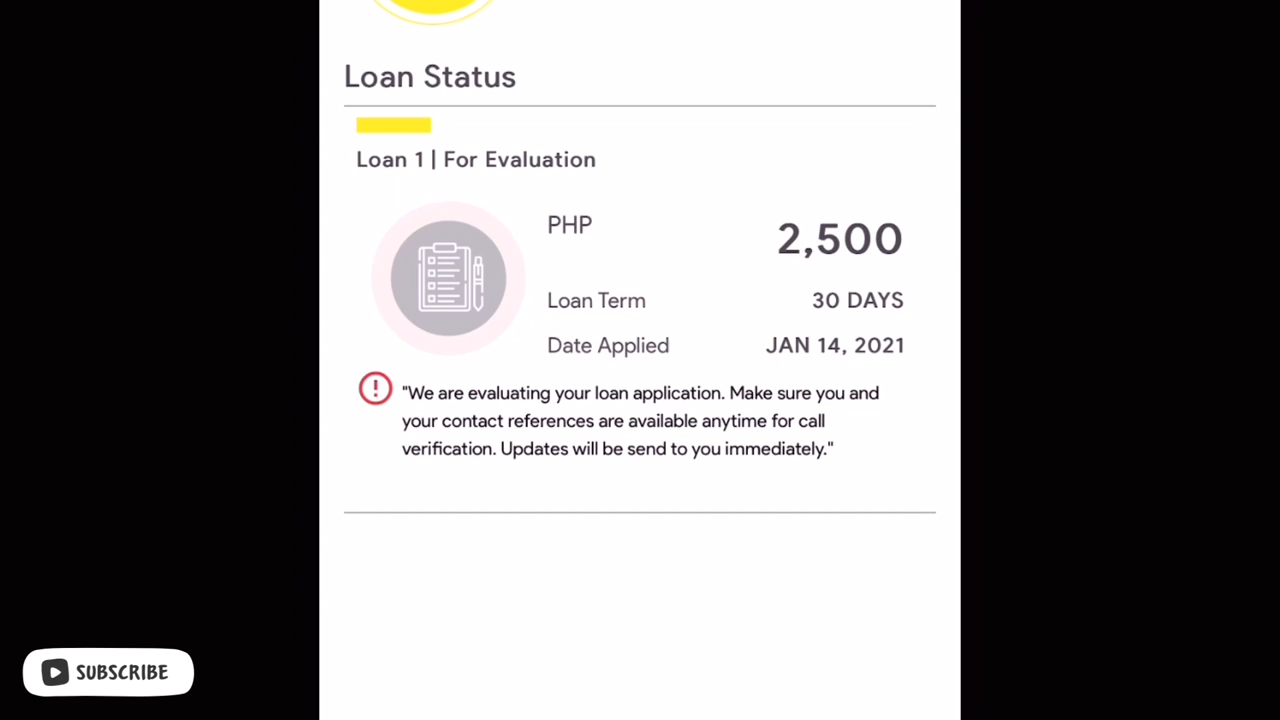 Loan Status
Loan 1 | For Evaluation
PHP 2,500
Loan Term 30 DAYS
Date Applied JAN 14, 2021
"We are evaluating your loan application. Make sure you and
your contact references are available anytime for call
verification. Updates will be send to you immediately."
SUBSCRIBE